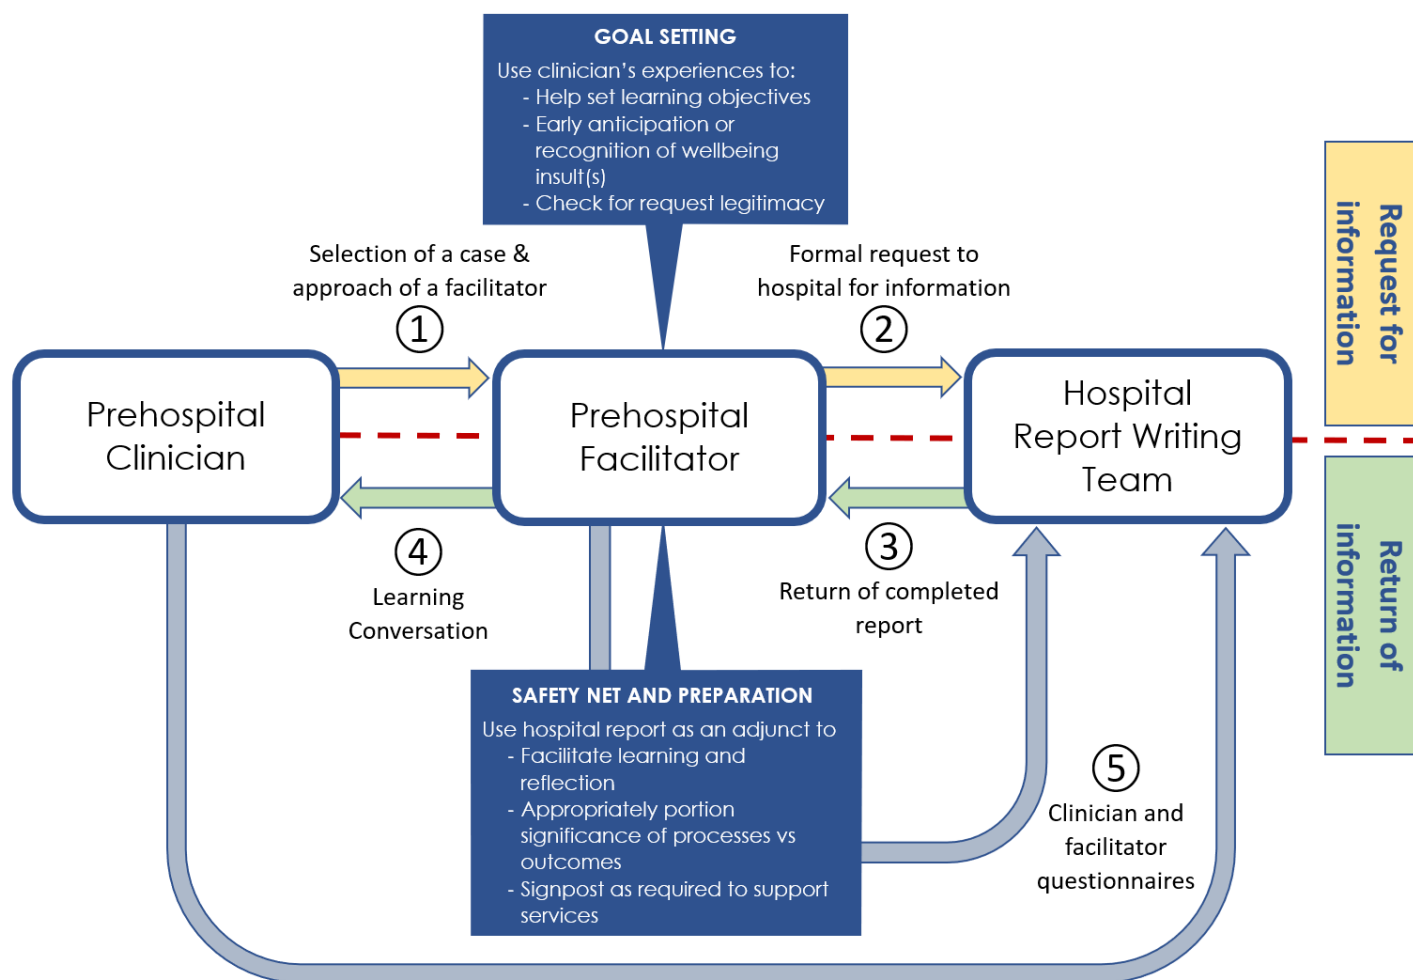 GOAL SETTING
Use clinician’s experiences to:
- Help set learning objectives
- Early anticipation or
recognition of wellbeing
insult(s)
- Check for request legitimacy
Selection of a case &
approach of a facilitator
1
Formal request to
hospital for information
2
Request for
information
Prehospital
Clinician
Prehospital
Facilitator
Hospital
Report Writing
Team
4
Learning
Conversation
3
Return of completed
report
Return of
information
SAFETY NET AND PREPARATION
Use hospital report as an adjunct to
- Facilitate learning and
reflection
- Appropriately portion
significance of processes vs
outcomes
- Signpost as required to support
services
5
Clinician and
facilitator
questionnaires